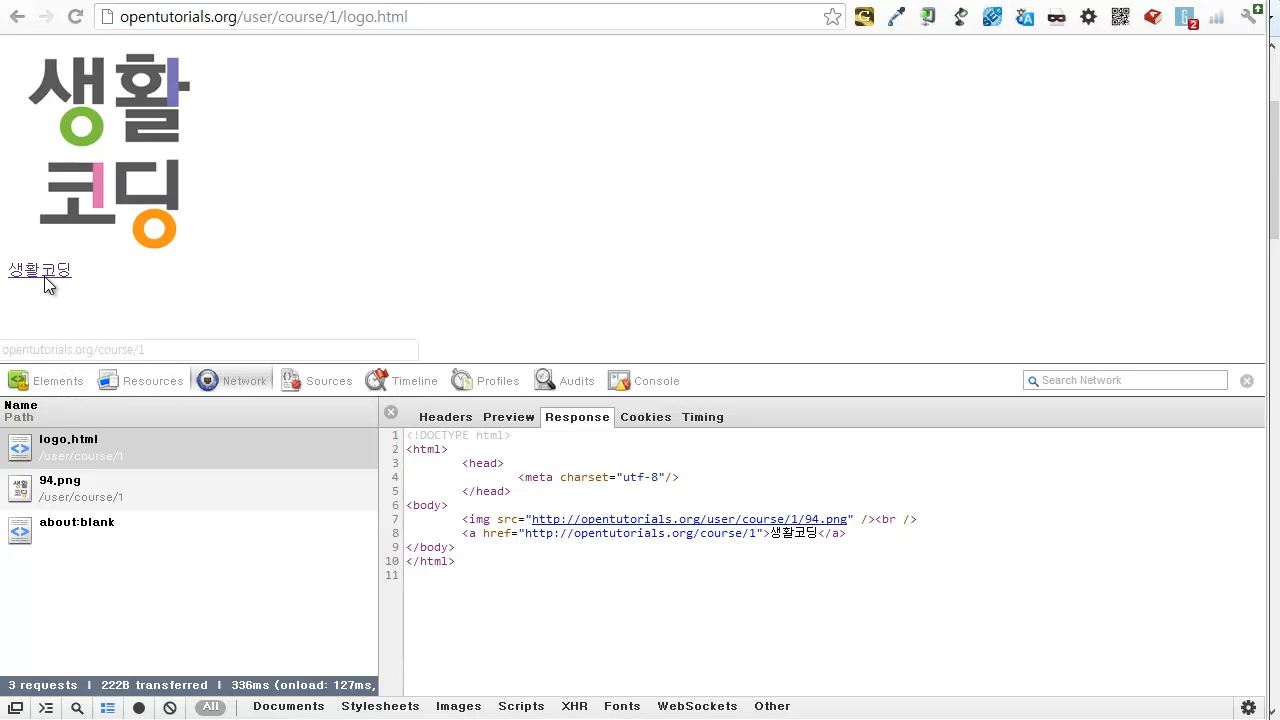 opentutorials.org/user/course/1/logo.html
2
생활
코딩
생활코딩
opentutorials.org/course/1
Elements Resources Network Sources Timeline Profiles Audits Console Search Network
Name
Path
Headers Preview Response Cookies Timing
logo.html
/user/course/1
94.png
/user/course/1
about:blank
1 <!DOCTYPE html>
2 <html>
3 <head>
4 <meta charset="utf-8"/>
5 </head>
6 <body>
7 <img src="http://opentutorials.org/user/course/1/94.png" /><br />
8 <a href="http://opentutorials.org/course/1">생활코딩</a>
9 </body>
10 </html>
11
3 requests | 222B transferred | 336ms (onload: 127ms,
All Documents Stylesheets Images Scripts XHR Fonts WebSockets Other